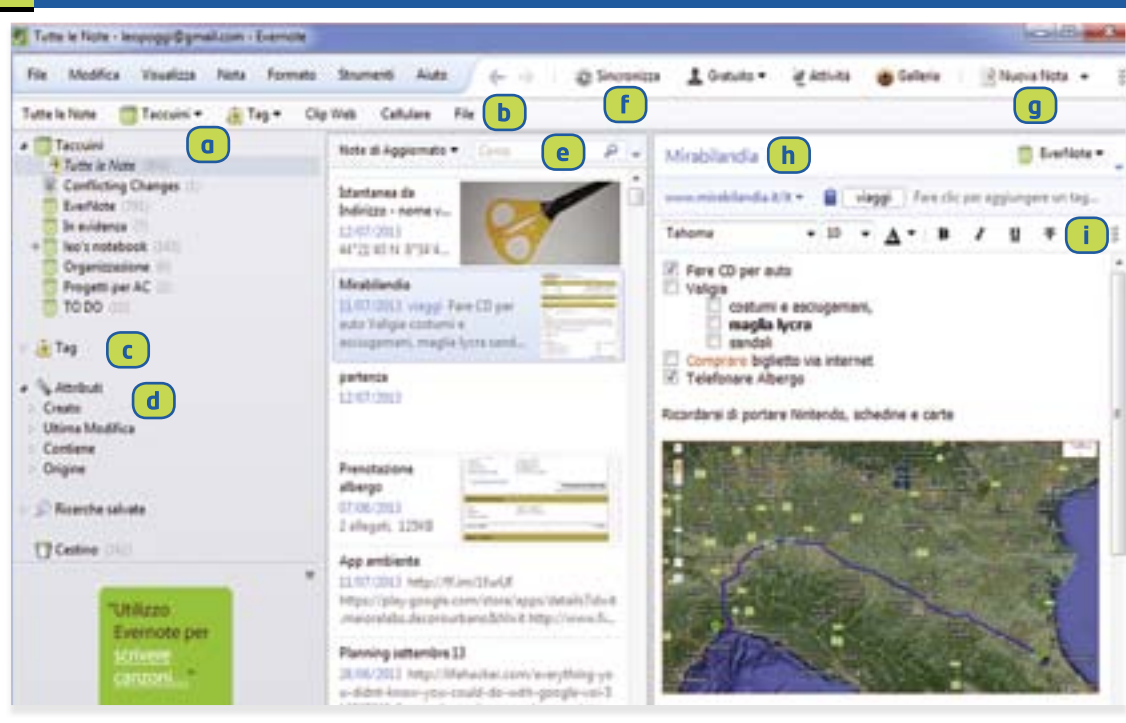 Tutte le Note - leopoggi@gmail.com - Evernote
File Modifica Visualizza Nota Formato Strumenti Aiuto Sincronizza Gratuito Attività Galleria Nuova Nota
f
g
Tutte le Note Taccuini Tag Clip Web Cellulare File
b
a
Taccuini
Tutte le Note
Conflicting Changes (1)
EverNote
In evidenza
leo's notebook
Organizzazione
Progetti per AC
TO DO
c
Tag
d
Attributi
Creato
Ultima Modifica
Contiene
Origine
Ricerche salvate
Cestino
"Utilizzo
Evernote per
scrivere
canzoni..."
Note di Aggiornato Cerca
e
Istantanea da
Indirizzo - nome v...
12/07/2013
Mirabilandia
11/07/2013 viaggi Fare CD per
auto Valigia costumi e
asciugamani, maglia lycra sand...
partenza
12/07/2013
Prenotazione
albergo
07/06/2013
2 allegati, 125KB
App ambiente
11/07/2013
Planning settembre 13
Mirabilandia
h
EverNote
www.mirabilandia.it/it viaggi Fare clic per aggiungere un tag...
Tahoma 10 A B I U T
i
Fare CD per auto
Valigia
costumi e asciugamani,
maglia lycra
sandali
Comprare biglietto via internet
Telefonare Albergo
Ricordarsi di portare Nintendo, schedine e carte